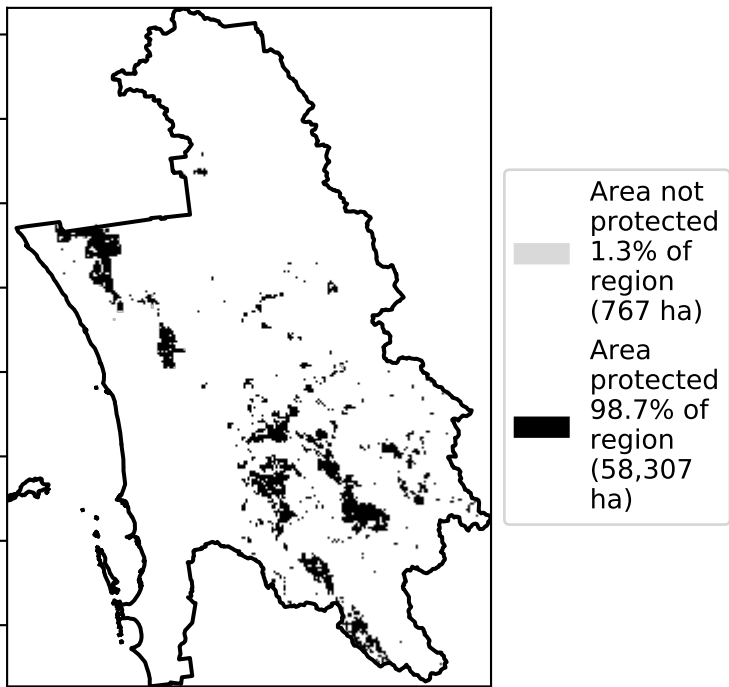 Area not
protected
1.3% of
region
(767 ha)
Area
protected
98.7% of
region
(58,307
ha)